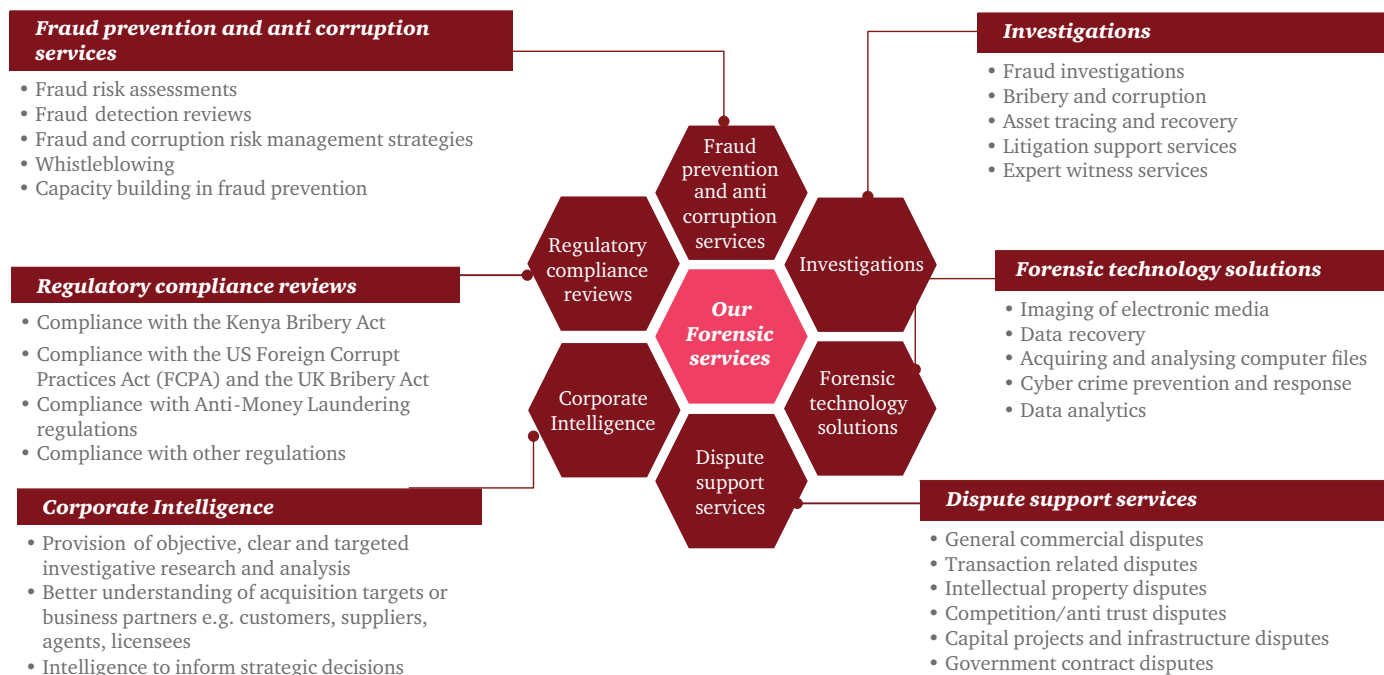 Fraud prevention and anti corruption
services
• Fraud risk assessments
• Fraud detection reviews
• Fraud and corruption risk management strategies
• Whistleblowing
• Capacity building in fraud prevention
Regulatory compliance reviews
• Compliance with the Kenya Bribery Act
• Compliance with the US Foreign Corrupt
Practices Act (FCPA) and the UK Bribery Act
• Compliance with Anti-Money Laundering
regulations
• Compliance with other regulations
Corporate Intelligence
• Provision of objective, clear and targeted
investigative research and analysis
• Better understanding of acquisition targets or
business partners e.g. customers, suppliers,
agents, licensees
• Intelligence to inform strategic decisions
Fraud
prevention
and anti
corruption
services
Regulatory
compliance
reviews
Investigations
Our
Forensic
services
Corporate
Intelligence
Forensic
technology
solutions
Dispute
support
services
Investigations
• Fraud investigations
• Bribery and corruption
• Asset tracing and recovery
• Litigation support services
• Expert witness services
Forensic technology solutions
• Imaging of electronic media
• Data recovery
• Acquiring and analysing computer files
• Cyber crime prevention and response
• Data analytics
Dispute support services
• General commercial disputes
• Transaction related disputes
• Intellectual property disputes
• Competition/anti trust disputes
• Capital projects and infrastructure disputes
• Government contract disputes